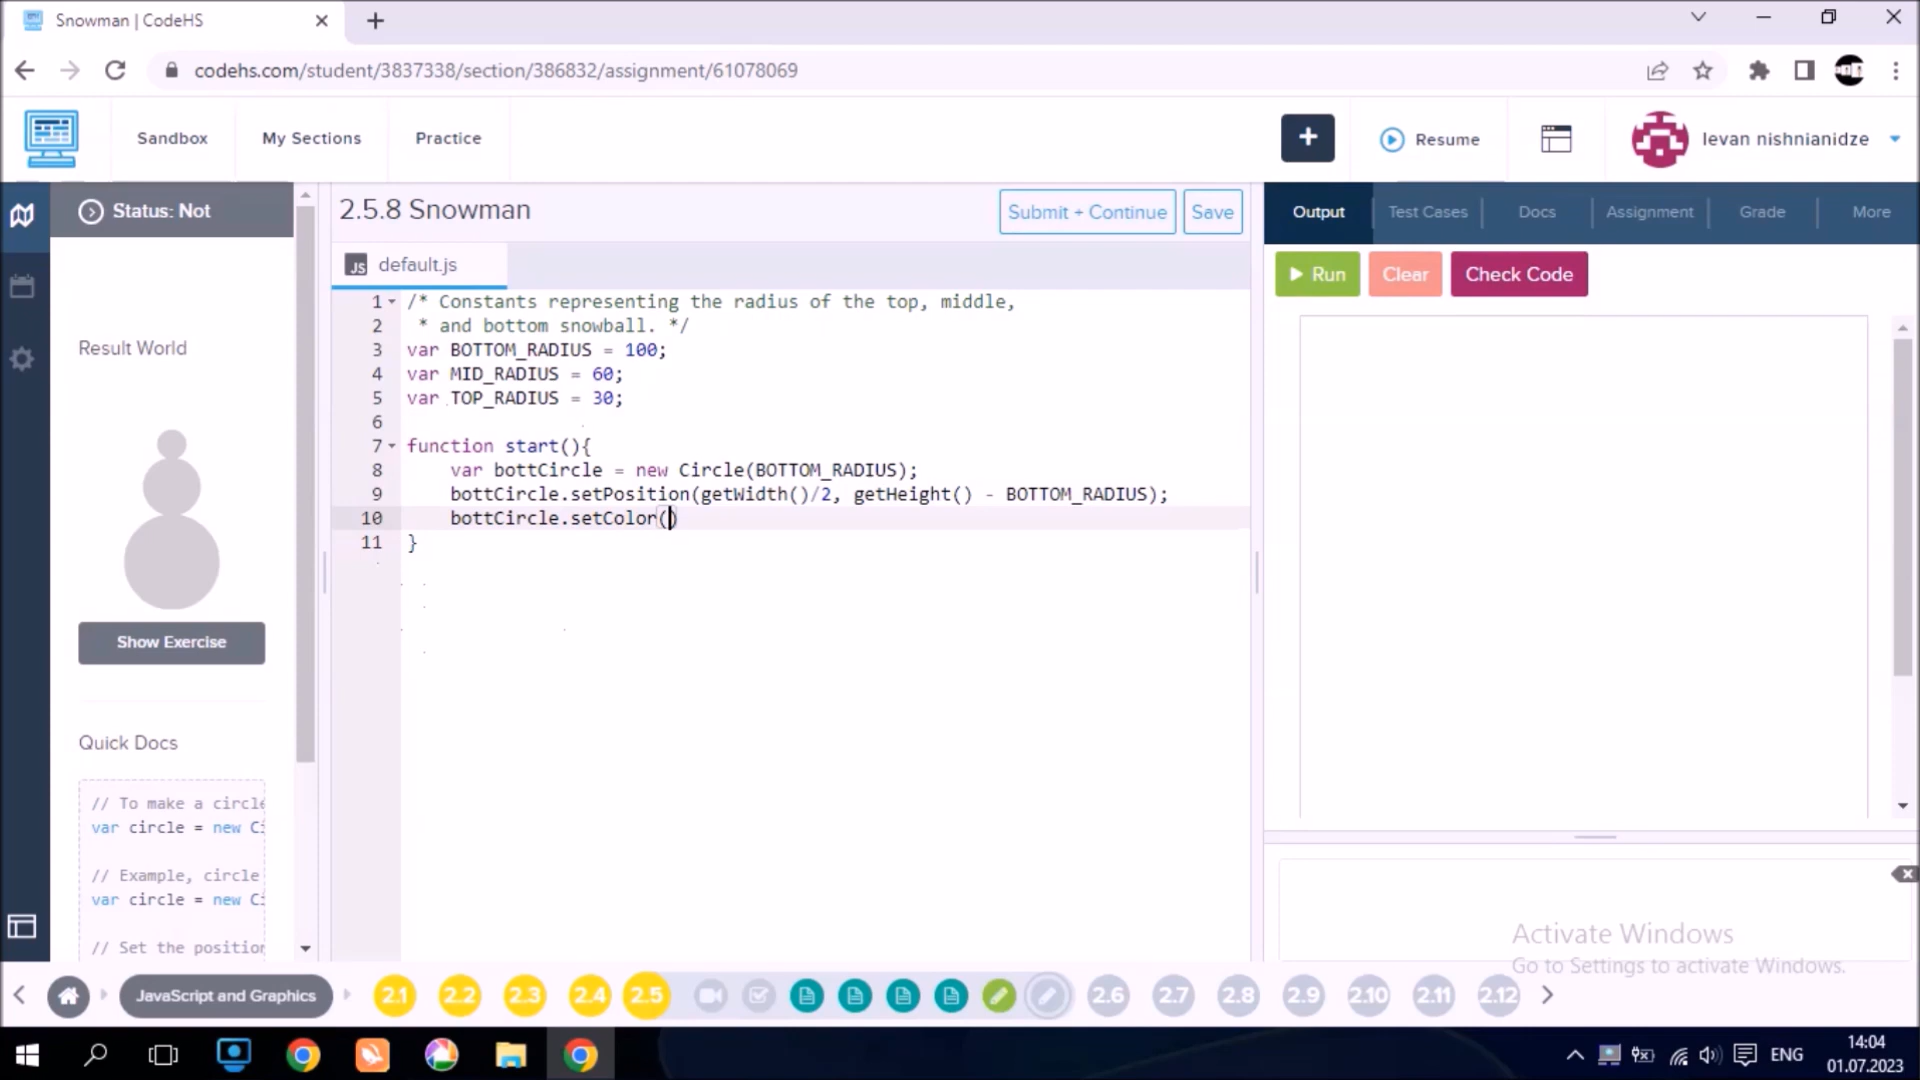 Snowman | CodeHS
codehs.com/student/3837338/section/386832/assignment/61078069
Sandbox
My Sections
Practice
+
Resume
levan nishnianidze
Status: Not
2.5.8 Snowman
Submit + Continue
Save
Output
Test Cases
Docs
Assignment
Grade
More
JS default.js
Run
Clear
Check Code
Result World
Show Exercise
Quick Docs
// To make a circle
var circle = new Ci
// Example, circle
var circle = new Ci
// Set the position
1 /* Constants representing the radius of the top, middle,
2 * and bottom snowball. */
3 var BOTTOM_RADIUS = 100;
4 var MID_RADIUS = 60;
5 var TOP_RADIUS = 30;
6
7 function start(){
8 var bottCircle = new Circle(BOTTOM_RADIUS);
9 bottCircle.setPosition(getWidth()/2, getHeight() - BOTTOM_RADIUS);
10 bottCircle.setColor()
11 }
Activate Windows
Go to Settings to activate Windows.
JavaScript and Graphics
2.1
2.2
2.3
2.4
2.5
2.6
2.7
2.8
2.9
2.10
2.11
2.12
ENG
14:04
01.07.2023